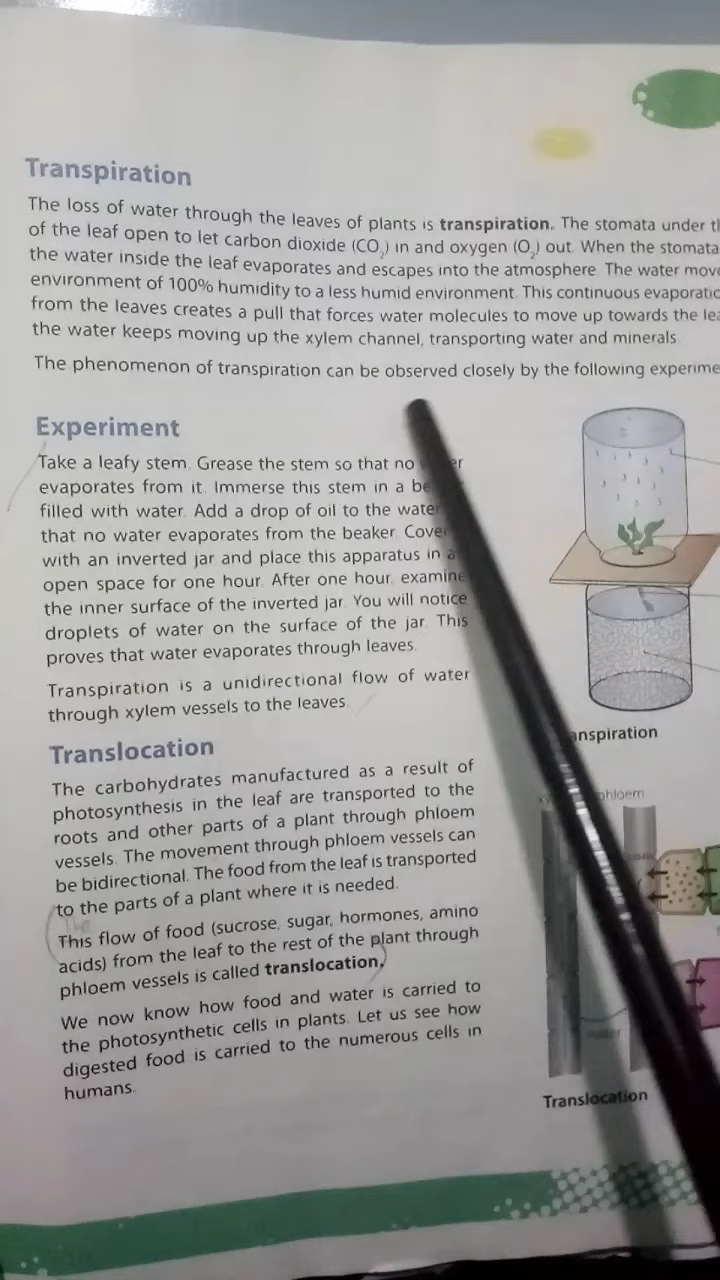 Transpiration
The loss of water through the leaves of plants is transpiration. The stomata under
of the leaf open to let carbon dioxide (CO₂) in and oxygen (O₂) out. When the stomata
the water inside the leaf evaporates and escapes into the atmosphere. The water
environment of 100% humidity to a less humid environment. This continuous
from the leaves creates a pull that forces water molecules to move up towards the
the water keeps moving up the xylem channel, transporting water and minerals.
The phenomenon of transpiration can be observed closely by the following
Experiment
Take a leafy stem. Grease the stem so that no
evaporates from it. Immerse this stem in a
filled with water. Add a drop of oil to the water
that no water evaporates from the beaker. Cover
with an inverted jar and place this apparatus in
open space for one hour. After one hour, examine
the inner surface of the inverted jar. You will notice
droplets of water on the surface of the jar. This
proves that water evaporates through leaves.
Transpiration is a unidirectional flow of water
through xylem vessels to the leaves.
anspiration
Translocation
The carbohydrates manufactured as a result of
photosynthesis in the leaf are transported to the
roots and other parts of a plant through phloem
vessels. The movement through phloem vessels can
be bidirectional. The food from the leaf is transported
to the parts of a plant where it is needed.
This flow of food (sucrose, sugar, hormones, amino
acids) from the leaf to the rest of the plant through
phloem vessels is called translocation.
We now know how food and water is carried to
the photosynthetic cells in plants. Let us see how
digested food is carried to the numerous cells in
humans.
phloem
water
Translocation